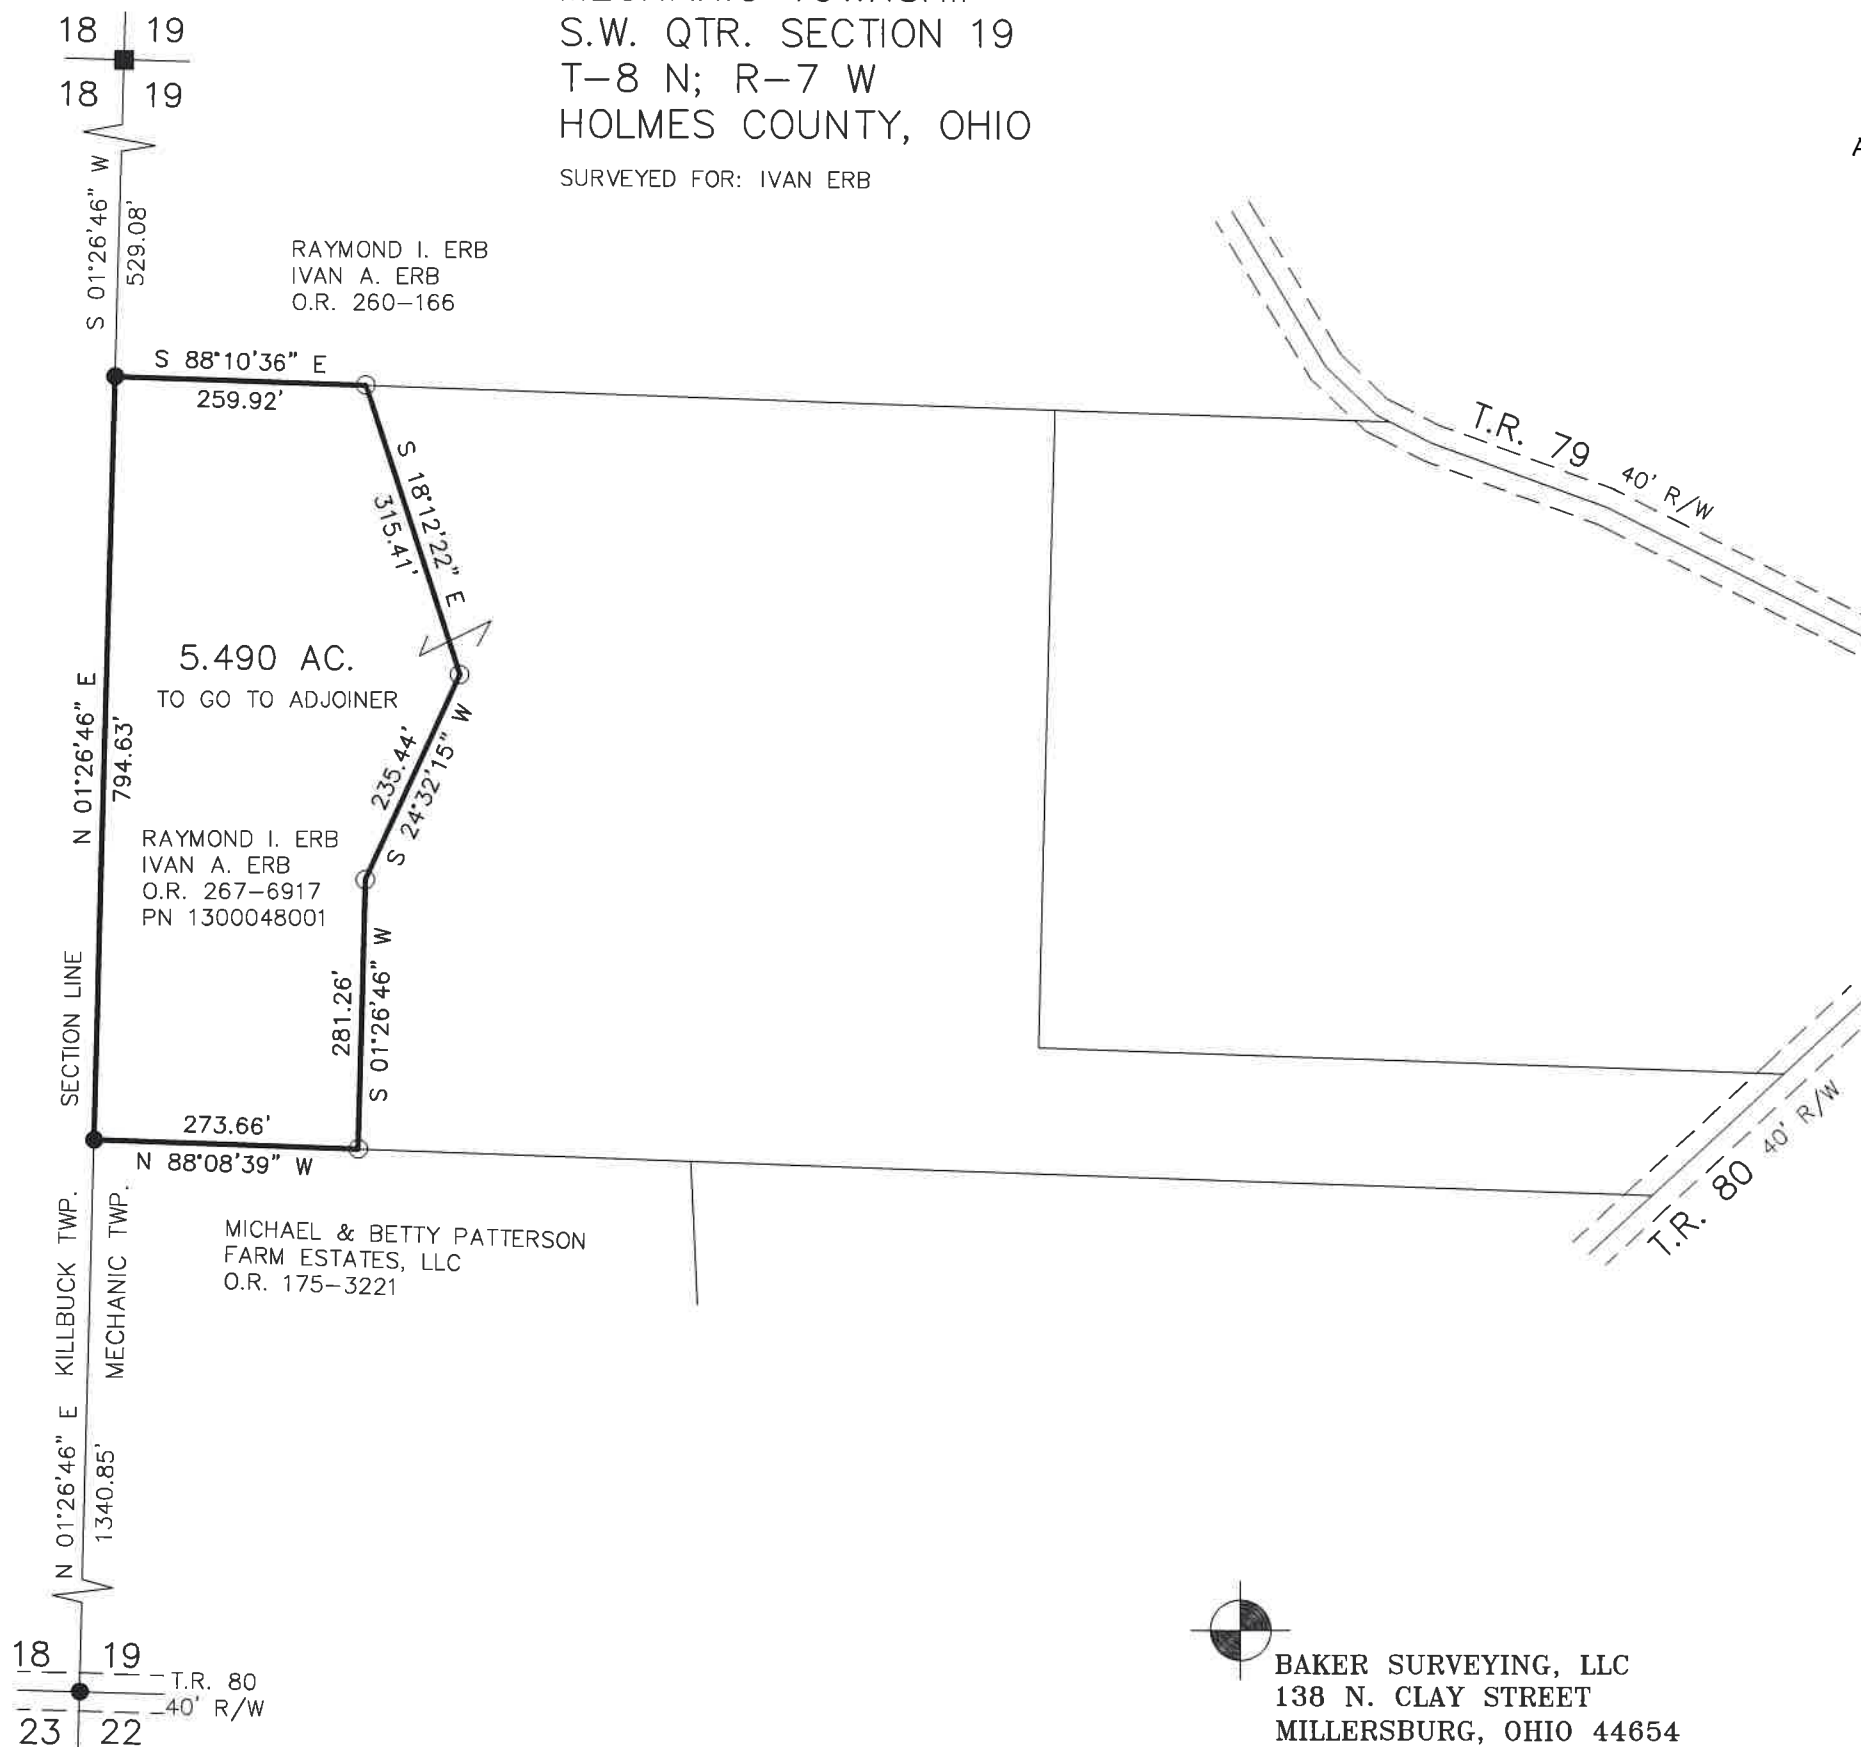 S.W. QTR. SECTION 19
T-8 N; R-7 W
HOLMES COUNTY, OHIO
SURVEYED FOR: IVAN ERB
18 19
18 19
S 01°26'46" W
529.08'
RAYMOND I. ERB
IVAN A. ERB
O.R. 260-166
S 88°10'36" E
259.92'
S 18°12'22" E
315.41'
T.R. 79 40' R/W
5.490 AC.
TO GO TO ADJOINER
N 01°26'46" E
794.63'
235.44'
S 24°32'15" W
RAYMOND I. ERB
IVAN A. ERB
O.R. 267-6917
PN 1300048001
SECTION LINE
281.26'
S 01°26'46" W
273.66'
N 88°08'39" W
T.R. 80 40' R/W
MICHAEL & BETTY PATTERSON
FARM ESTATES, LLC
O.R. 175-3221
KILLBUCK TWP.
MECHANIC TWP.
N 01°26'46" E
1340.85'
18 19
T.R. 80
40' R/W
23 22
BAKER SURVEYING, LLC
138 N. CLAY STREET
MILLERSBURG, OHIO 44654